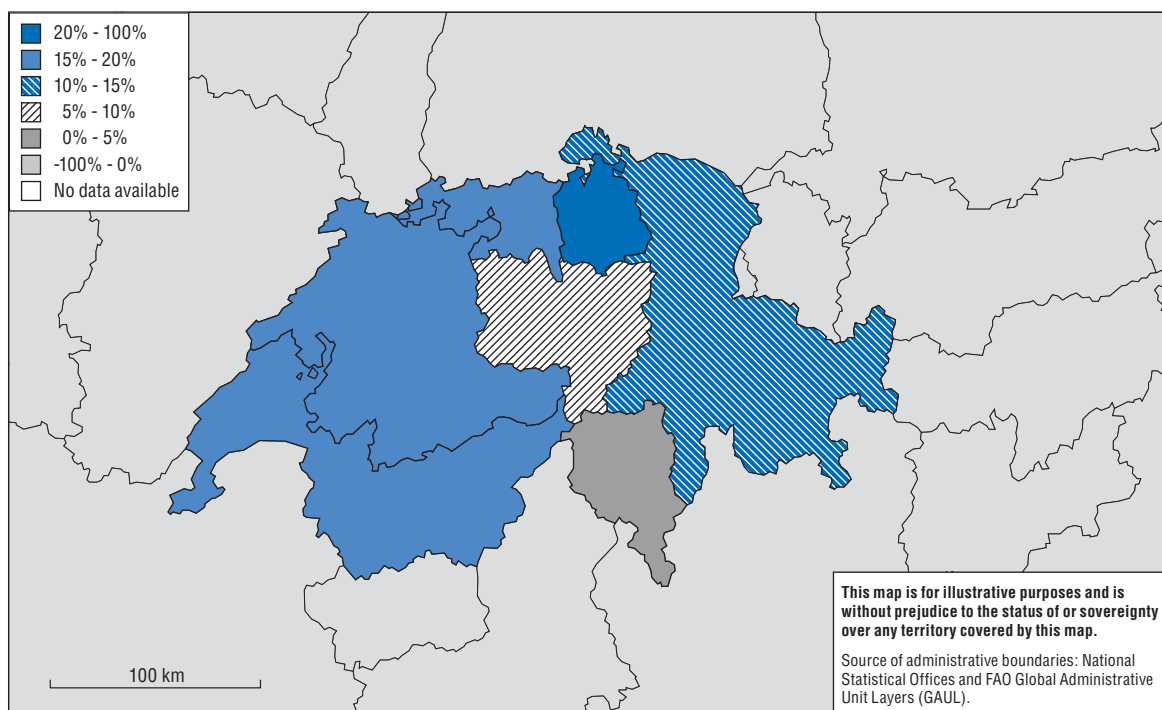 20% - 100%
15% - 20%
10% - 15%
5% - 10%
0% - 5%
-100% - 0%
No data available
100 km
This map is for illustrative purposes and is
without prejudice to the status of or sovereignty
over any territory covered by this map.
Source of administrative boundaries: National
Statistical Offices and FAO Global Administrative
Unit Layers (GAUL).